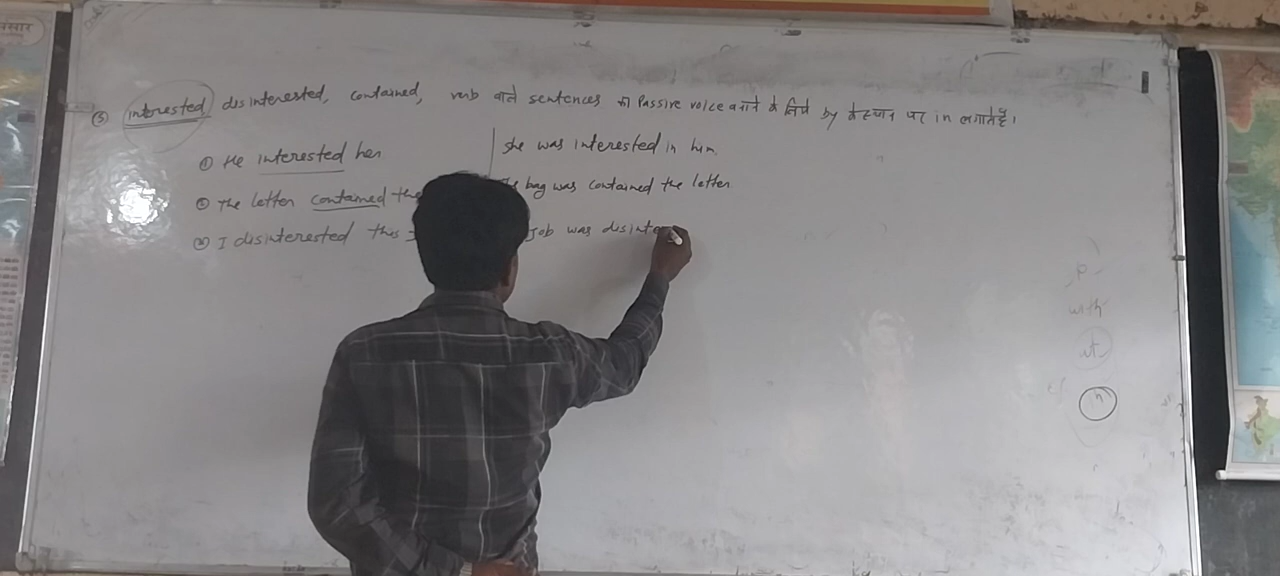 ③ interested, disinterested, contained, verb वाले sentences की Passive voice बनाने के लिये by के स्थान पर in लगाते है।
① He interested her
She was interested in him
② The letter contained the
bag was contained the letter.
③ I disinterested this
Job was disinte
with